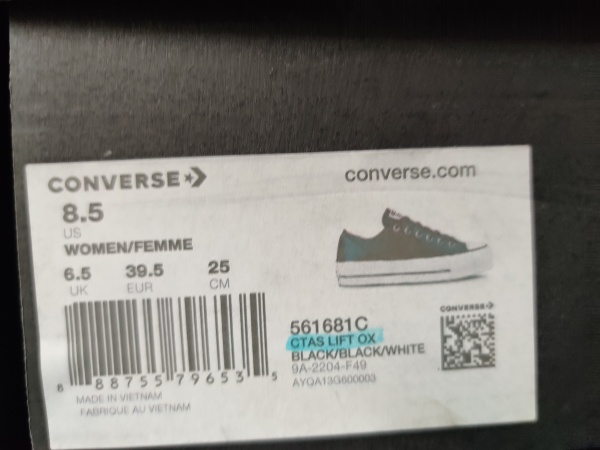 CONVERSE
converse.com
8.5
US
WOMEN/FEMME
6.5 39.5 25
UK EUR CM
561681C
CTAS LIFT OX
BLACK/BLACK/WHITE
9A-2204-F49
AYQA13G600003
CONVERSE
8 88755 79653 5
MADE IN VIETNAM
FABRIQUE AU VIETNAM